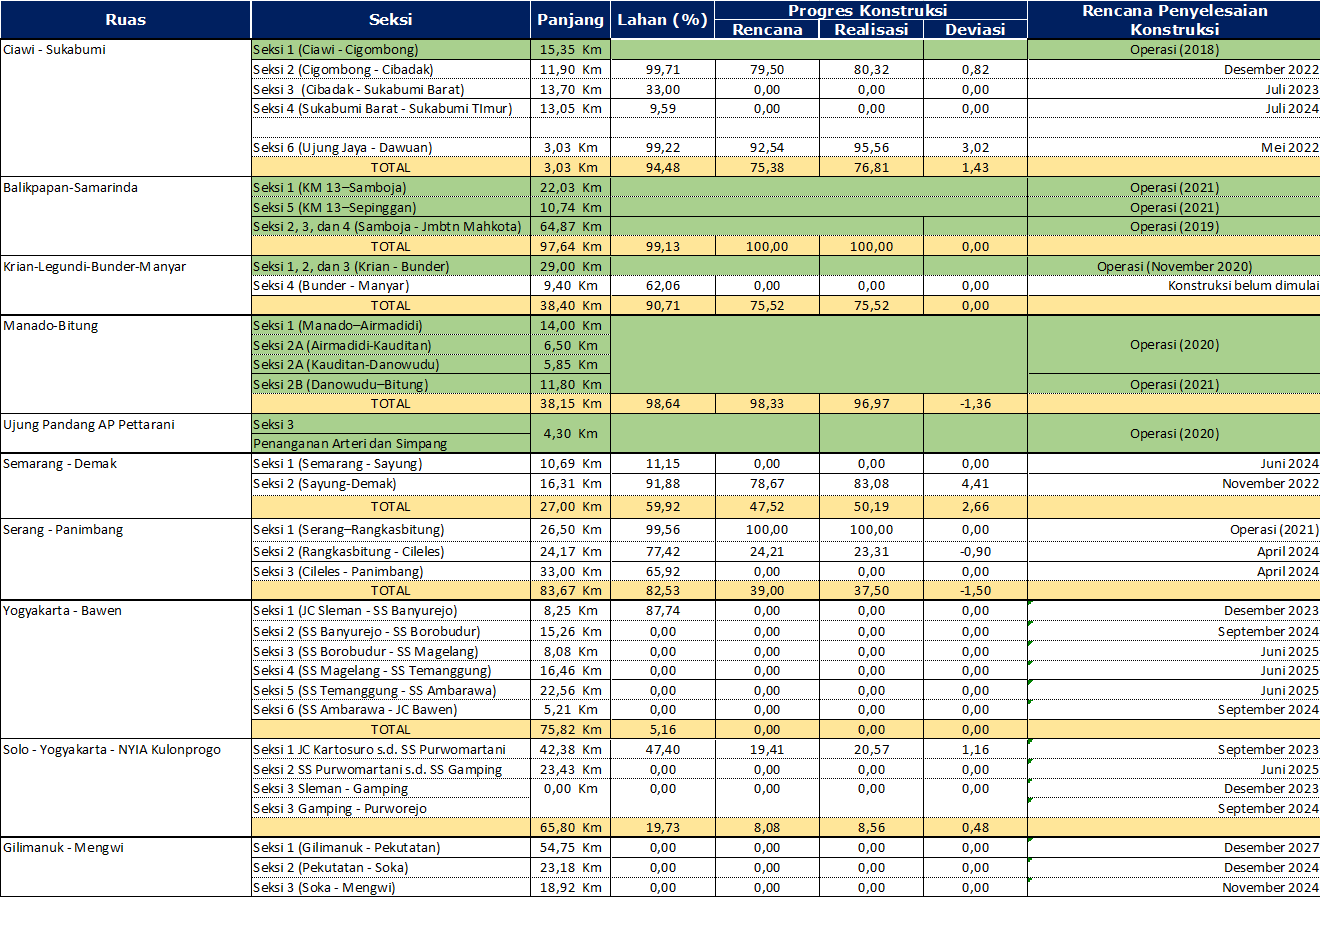 Ruas Seksi Panjang Lahan (%) Progres Konstruksi Rencana Penyelesaian Konstruksi
Rencana Realisasi Deviasi
Ciawi - Sukabumi Seksi 1 (Ciawi - Cigombong) 15,35 Km Operasi (2018)
Seksi 2 (Cigombong - Cibadak) 11,90 Km 99,71 79,50 80,32 0,82 Desember 2022
Seksi 3 (Cibadak - Sukabumi Barat) 13,70 Km 33,00 0,00 0,00 0,00 Juli 2023
Seksi 4 (Sukabumi Barat - Sukabumi TImur) 13,05 Km 9,59 0,00 0,00 0,00 Juli 2024
Seksi 6 (Ujung Jaya - Dawuan) 3,03 Km 99,22 92,54 95,56 3,02 Mei 2022
TOTAL 3,03 Km 94,48 75,38 76,81 1,43
Balikpapan-Samarinda Seksi 1 (KM 13–Samboja) 22,03 Km Operasi (2021)
Seksi 5 (KM 13–Sepinggan) 10,74 Km Operasi (2021)
Seksi 2, 3, dan 4 (Samboja - Jmbtn Mahkota) 64,87 Km Operasi (2019)
TOTAL 97,64 Km 99,13 100,00 100,00 0,00
Krian-Legundi-Bunder-Manyar Seksi 1, 2, dan 3 (Krian - Bunder) 29,00 Km Operasi (November 2020)
Seksi 4 (Bunder - Manyar) 9,40 Km 62,06 0,00 0,00 0,00 Konstruksi belum dimulai
TOTAL 38,40 Km 90,71 75,52 75,52 0,00
Manado-Bitung Seksi 1 (Manado–Airmadidi) 14,00 Km
Seksi 2A (Airmadidi-Kauditan) 6,50 Km Operasi (2020)
Seksi 2A (Kauditan-Danowudu) 5,85 Km
Seksi 2B (Danowudu–Bitung) 11,80 Km Operasi (2021)
TOTAL 38,15 Km 98,64 98,33 96,97 -1,36
Ujung Pandang AP Pettarani Seksi 3 4,30 Km Operasi (2020)
Penanganan Arteri dan Simpang
Semarang - Demak Seksi 1 (Semarang - Sayung) 10,69 Km 11,15 0,00 0,00 0,00 Juni 2024
Seksi 2 (Sayung-Demak) 16,31 Km 91,88 78,67 83,08 4,41 November 2022
TOTAL 27,00 Km 59,92 47,52 50,19 2,66
Serang - Panimbang Seksi 1 (Serang–Rangkasbitung) 26,50 Km 99,56 100,00 100,00 0,00 Operasi (2021)
Seksi 2 (Rangkasbitung - Cileles) 24,17 Km 77,42 24,21 23,31 -0,90 April 2024
Seksi 3 (Cileles - Panimbang) 33,00 Km 65,92 0,00 0,00 0,00 April 2024
TOTAL 83,67 Km 82,53 39,00 37,50 -1,50
Yogyakarta - Bawen Seksi 1 (JC Sleman - SS Banyurejo) 8,25 Km 87,74 0,00 0,00 0,00 Desember 2023
Seksi 2 (SS Banyurejo - SS Borobudur) 15,26 Km 0,00 0,00 0,00 0,00 September 2024
Seksi 3 (SS Borobudur - SS Magelang) 8,08 Km 0,00 0,00 0,00 0,00 Juni 2025
Seksi 4 (SS Magelang - SS Temanggung) 16,46 Km 0,00 0,00 0,00 0,00 Juni 2025
Seksi 5 (SS Temanggung - SS Ambarawa) 22,56 Km 0,00 0,00 0,00 0,00 Juni 2025
Seksi 6 (SS Ambarawa - JC Bawen) 5,21 Km 0,00 0,00 0,00 0,00 September 2024
TOTAL 75,82 Km 5,16 0,00 0,00 0,00
Solo - Yogyakarta - NYIA Kulonprogo Seksi 1 JC Kartosuro s.d. SS Purwomartani 42,38 Km 47,40 19,41 20,57 1,16 September 2023
Seksi 2 SS Purwomartani s.d. SS Gamping 23,43 Km 0,00 0,00 0,00 0,00 Juni 2025
Seksi 3 Sleman - Gamping 0,00 Km 0,00 0,00 0,00 0,00 Desember 2023
Seksi 3 Gamping - Purworejo September 2024
65,80 Km 19,73 8,08 8,56 0,48
Gilimanuk - Mengwi Seksi 1 (Gilimanuk - Pekutatan) 54,75 Km 0,00 0,00 0,00 0,00 Desember 2027
Seksi 2 (Pekutatan - Soka) 23,18 Km 0,00 0,00 0,00 0,00 Desember 2024
Seksi 3 (Soka - Mengwi) 18,92 Km 0,00 0,00 0,00 0,00 November 2024